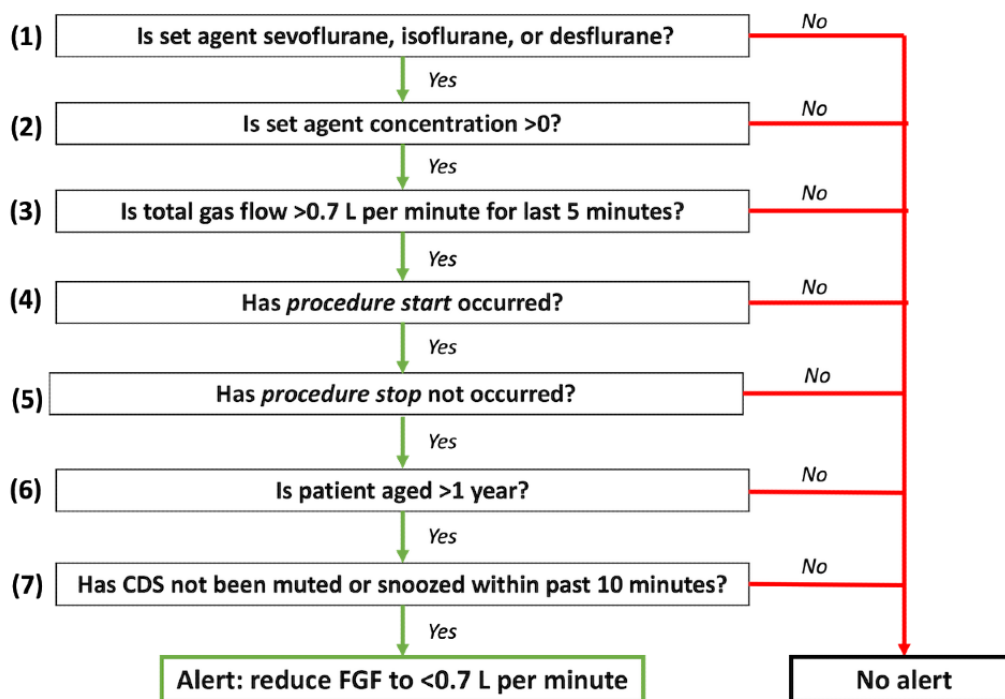 (1) Is set agent sevoflurane, isoflurane, or desflurane? No
Yes
(2) Is set agent concentration >0? No
Yes
(3) Is total gas flow >0.7 L per minute for last 5 minutes? No
Yes
(4) Has procedure start occurred? No
Yes
(5) Has procedure stop not occurred? No
Yes
(6) Is patient aged >1 year? No
Yes
(7) Has CDS not been muted or snoozed within past 10 minutes? No
Yes
Alert: reduce FGF to <0.7 L per minute
No alert